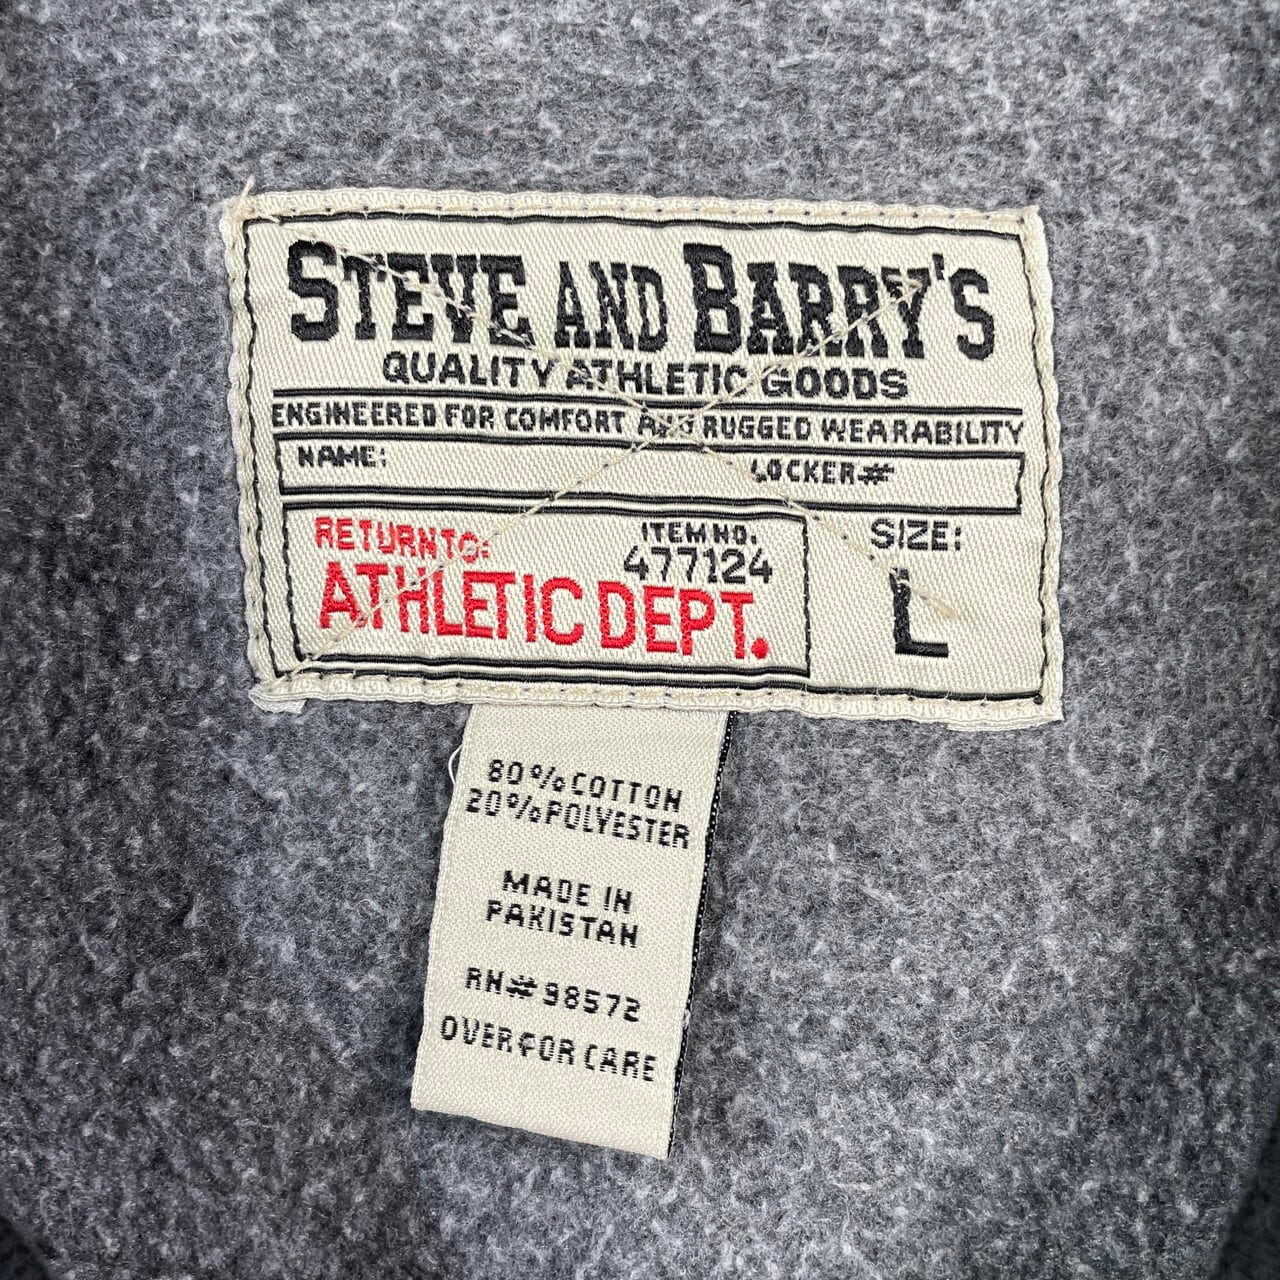 STEVE AND BARRY'S
QUALITY ATHLETIC GOODS
ENGINEERED FOR COMFORT AND RUGGED WEARABILITY
NAME: LOCKER#
RETURN TO: ITEM NO. SIZE:
477124
ATHLETIC DEPT. L
80% COTTON
20% POLYESTER
MADE IN
PAKISTAN
RN# 98572
OVER FOR CARE